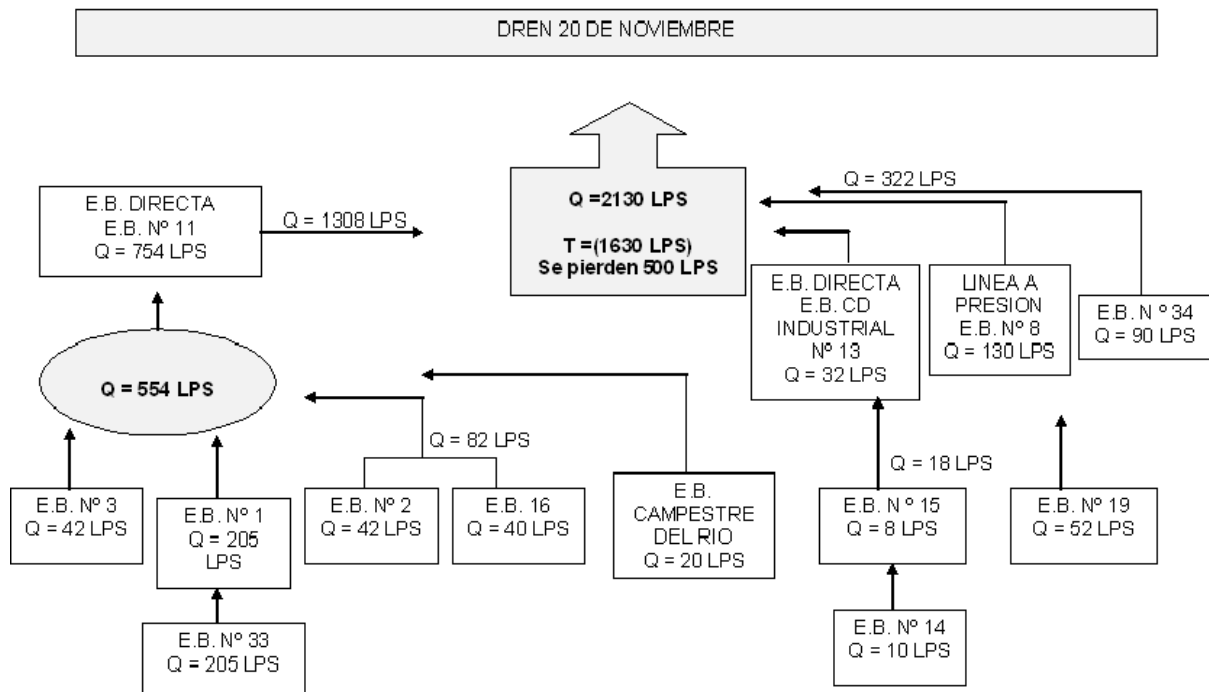 DREN 20 DE NOVIEMBRE
Q =2130 LPS
T =(1630 LPS)
Se pierden 500 LPS
E.B. DIRECTA
E.B. Nº 11
Q = 754 LPS
Q = 1308 LPS
Q = 322 LPS
E.B. DIRECTA
E.B. CD
INDUSTRIAL
Nº 13
Q = 32 LPS
LINEA A
PRESION
E.B. Nº 8
Q = 130 LPS
E.B. N º 34
Q = 90 LPS
Q = 554 LPS
Q = 82 LPS
Q = 18 LPS
E.B. Nº 3
Q = 42 LPS
E.B. Nº 1
Q = 205
LPS
E.B. Nº 2
Q = 42 LPS
E.B. 16
Q = 40 LPS
E.B.
CAMPESTRE
DEL RIO
Q = 20 LPS
E.B. Nº 15
Q = 8 LPS
E.B. Nº 19
Q = 52 LPS
E.B. Nº 33
Q = 205 LPS
E.B. Nº 14
Q = 10 LPS